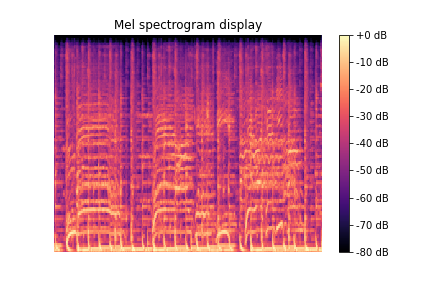 Mel spectrogram display
+0 dB
-10 dB
-20 dB
-30 dB
-40 dB
-50 dB
-60 dB
-70 dB
-80 dB